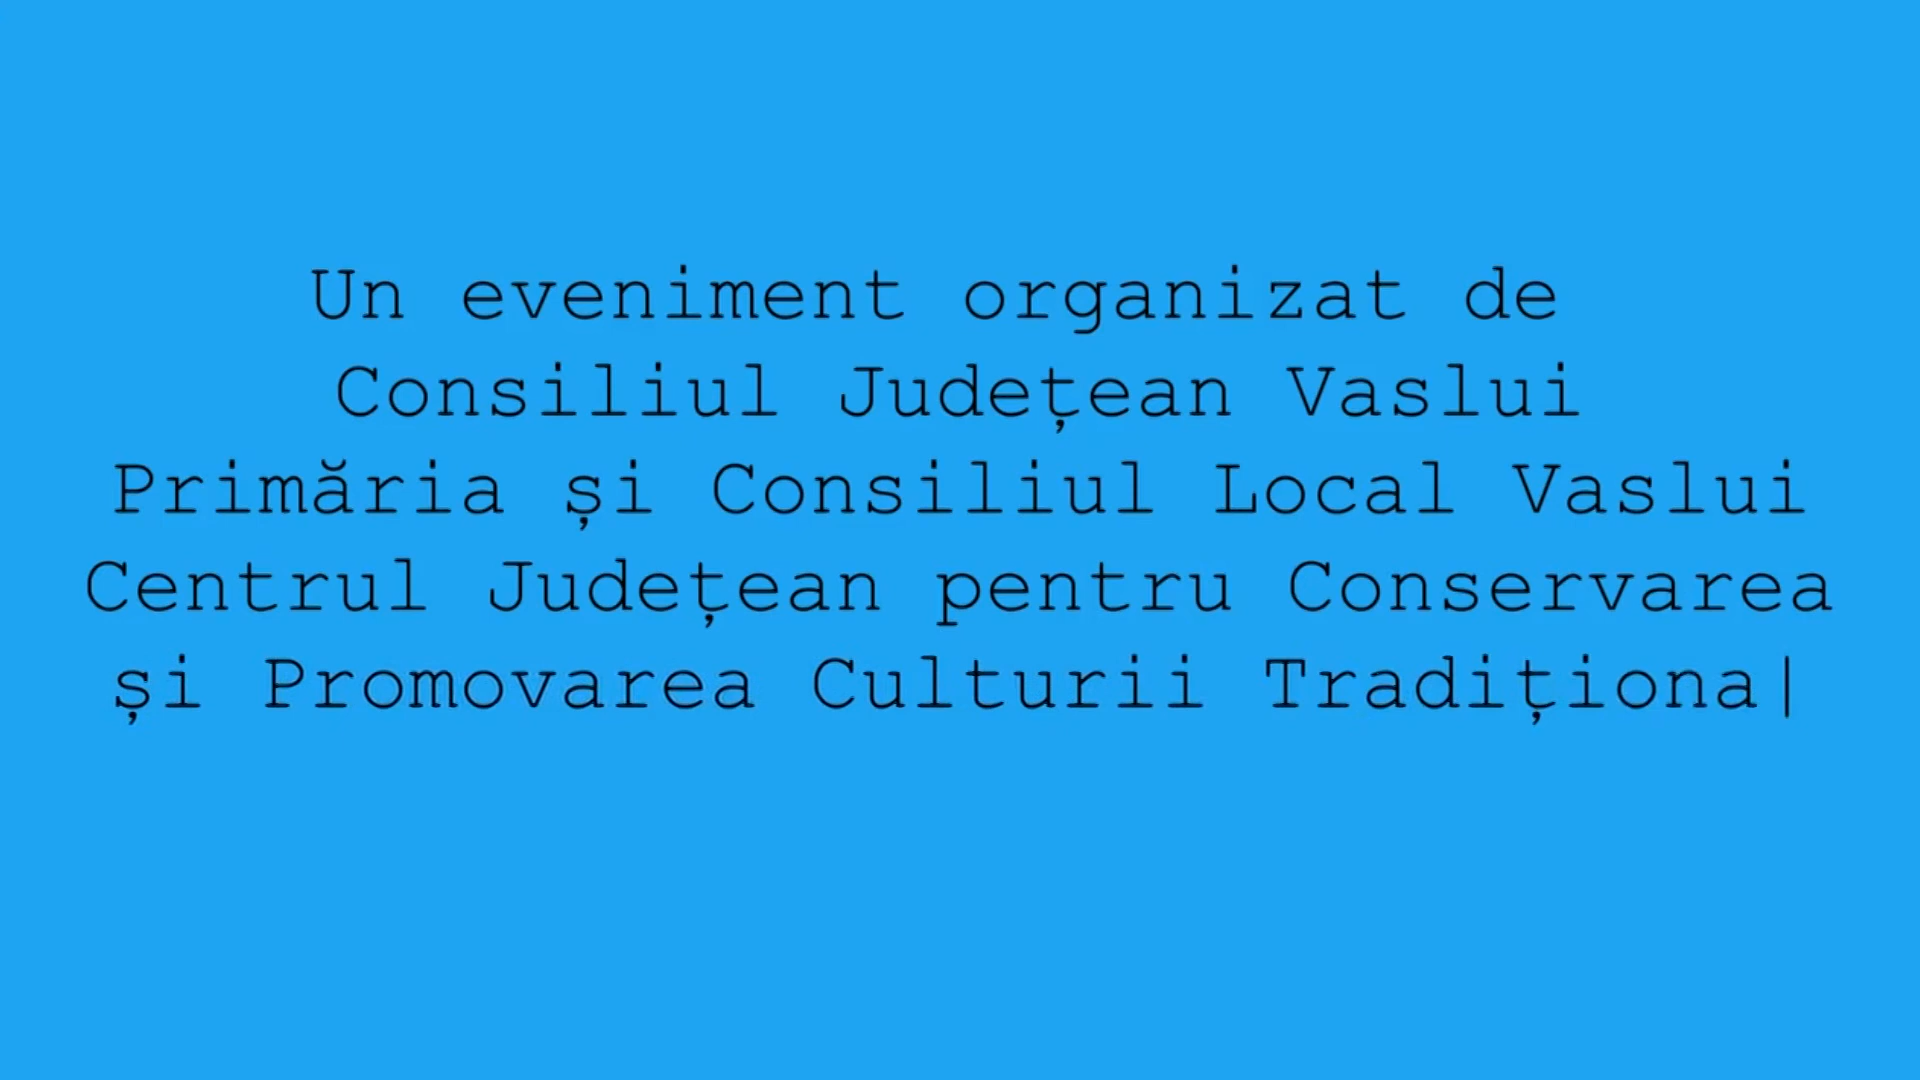 Un eveniment organizat de
Consiliul Județean Vaslui
Primăria și Consiliul Local Vaslui
Centrul Județean pentru Conservarea
și Promovarea Culturii Tradiționa|